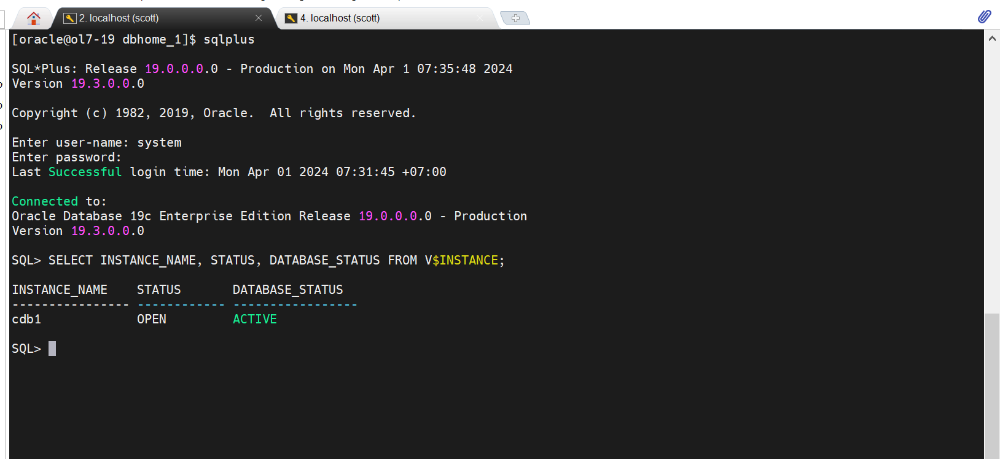 2. localhost (scott)
4. localhost (scott)
[oracle@ol7-19 dbhome_1]$ sqlplus
SQL*Plus: Release 19.0.0.0.0 - Production on Mon Apr 1 07:35:48 2024
Version 19.3.0.0.0
Copyright (c) 1982, 2019, Oracle.  All rights reserved.
Enter user-name: system
Enter password:
Last Successful login time: Mon Apr 01 2024 07:31:45 +07:00
Connected to:
Oracle Database 19c Enterprise Edition Release 19.0.0.0.0 - Production
Version 19.3.0.0.0
SQL> SELECT INSTANCE_NAME, STATUS, DATABASE_STATUS FROM V$INSTANCE;
INSTANCE_NAME    STATUS       DATABASE_STATUS
---------------- ------------ -----------------
cdb1             OPEN         ACTIVE
SQL>